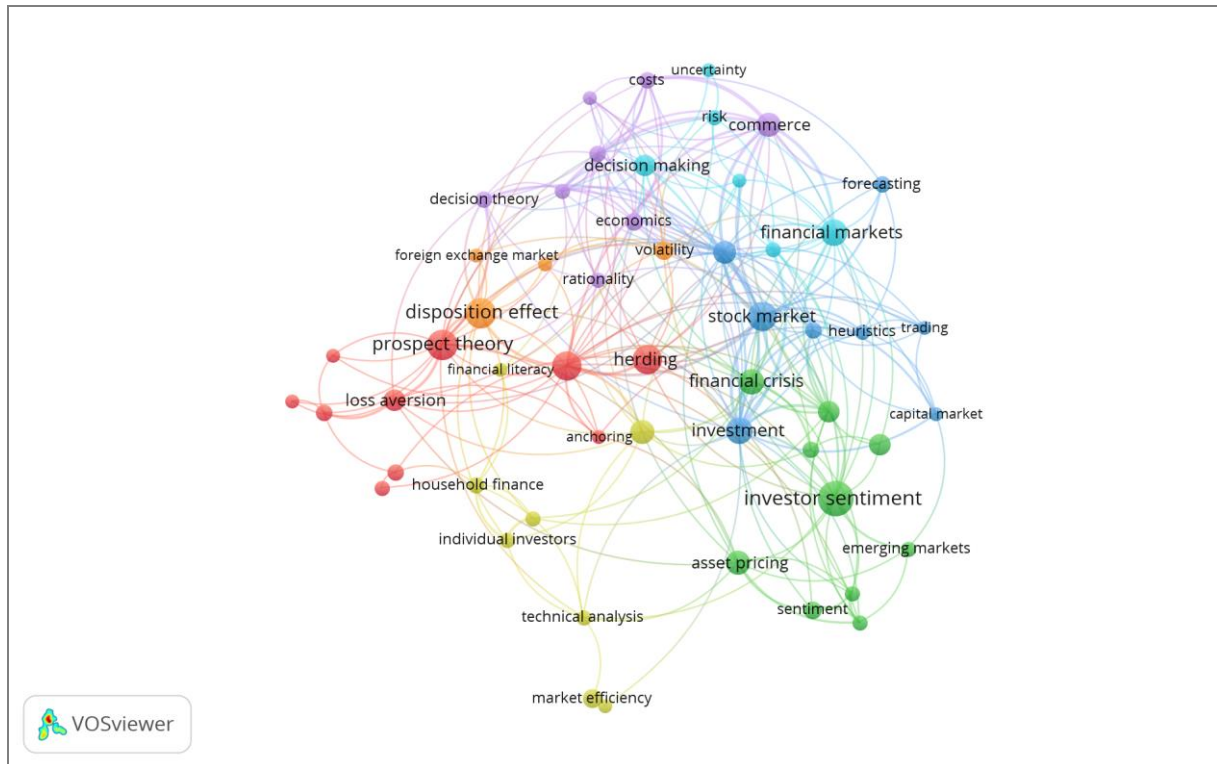 uncertainty
costs
risk
commerce
decision making
forecasting
decision theory
economics
financial markets
volatility
foreign exchange market
rationality
disposition effect
stock market
heuristics
trading
prospect theory
herding
financial literacy
financial crisis
loss aversion
capital market
investment
anchoring
household finance
investor sentiment
individual investors
emerging markets
asset pricing
sentiment
technical analysis
market efficiency
VOSviewer